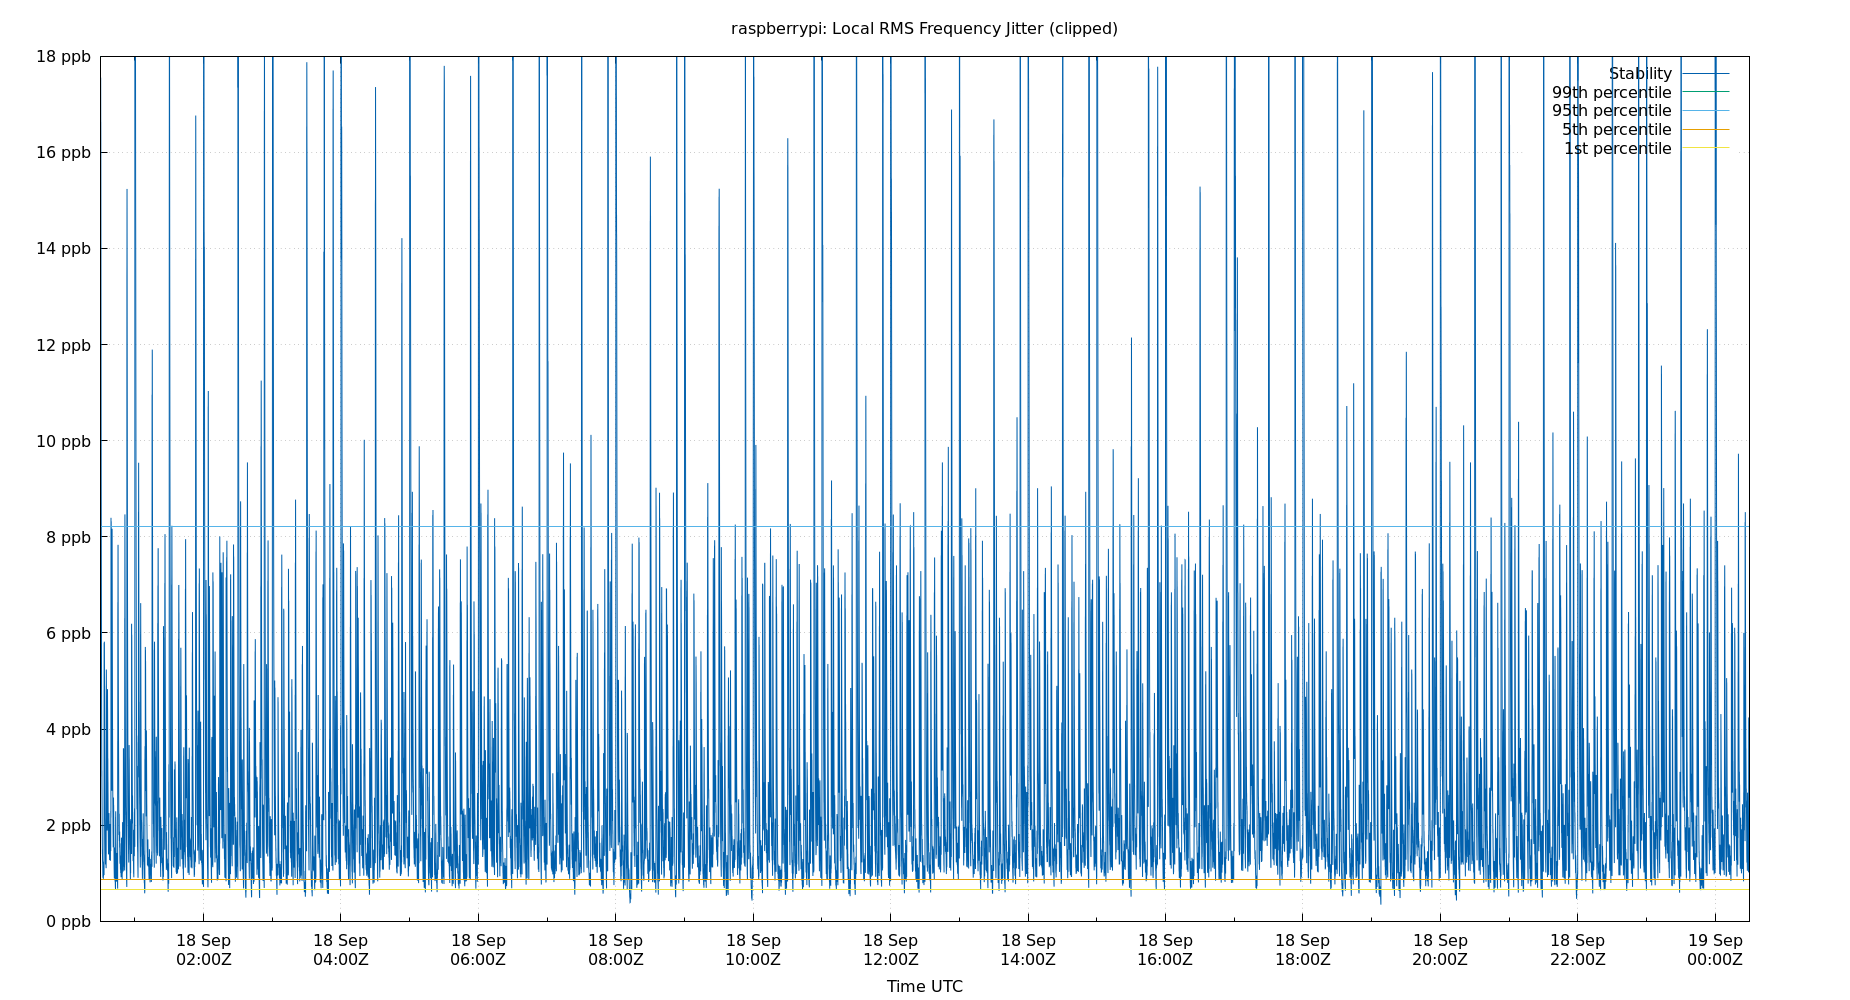 raspberrypi: Local RMS Frequency Jitter (clipped)
18 ppb
16 ppb
14 ppb
12 ppb
10 ppb
8 ppb
6 ppb
4 ppb
2 ppb
0 ppb
Stability
99th percentile
95th percentile
5th percentile
1st percentile
18 Sep 18 Sep 18 Sep 18 Sep 18 Sep 18 Sep 18 Sep 18 Sep 18 Sep 18 Sep 18 Sep 19 Sep
02:00Z 04:00Z 06:00Z 08:00Z 10:00Z 12:00Z 14:00Z 16:00Z 18:00Z 20:00Z 22:00Z 00:00Z
Time UTC